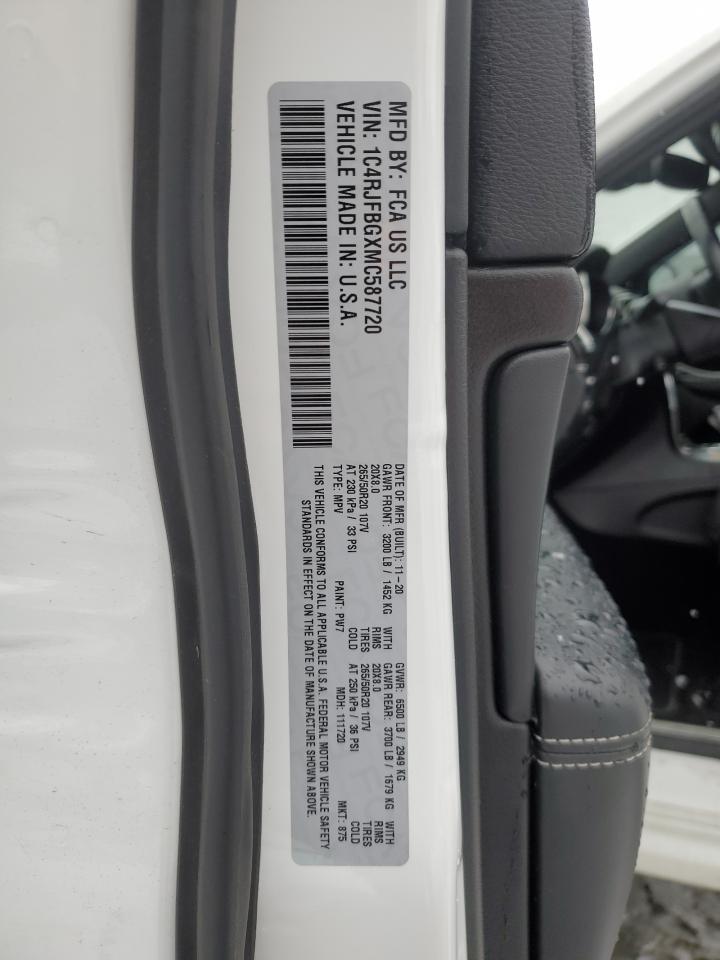 MFD BY: FCA US LLC
VIN: 1C4RJFBGXMC587720
VEHICLE MADE IN: U.S.A.
DATE OF MFR (BUILT): 11-20 GVWR: 6500 LB / 2949 KG
GAWR FRONT: 3200 LB / 1452 KG WITH GAWR REAR: 3700 LB / 1679 KG WITH
20X8.0 RIMS 20X8.0 RIMS
265/50R20 107V TIRES 265/50R20 107V TIRES
AT 230 kPa / 33 PSI COLD AT 250 kPa / 36 PSI COLD
TYPE: MPV PAINT: PW7 MDH: 111720 MKT: 875
THIS VEHICLE CONFORMS TO ALL APPLICABLE U.S.A. FEDERAL MOTOR VEHICLE SAFETY
STANDARDS IN EFFECT ON THE DATE OF MANUFACTURE SHOWN ABOVE.